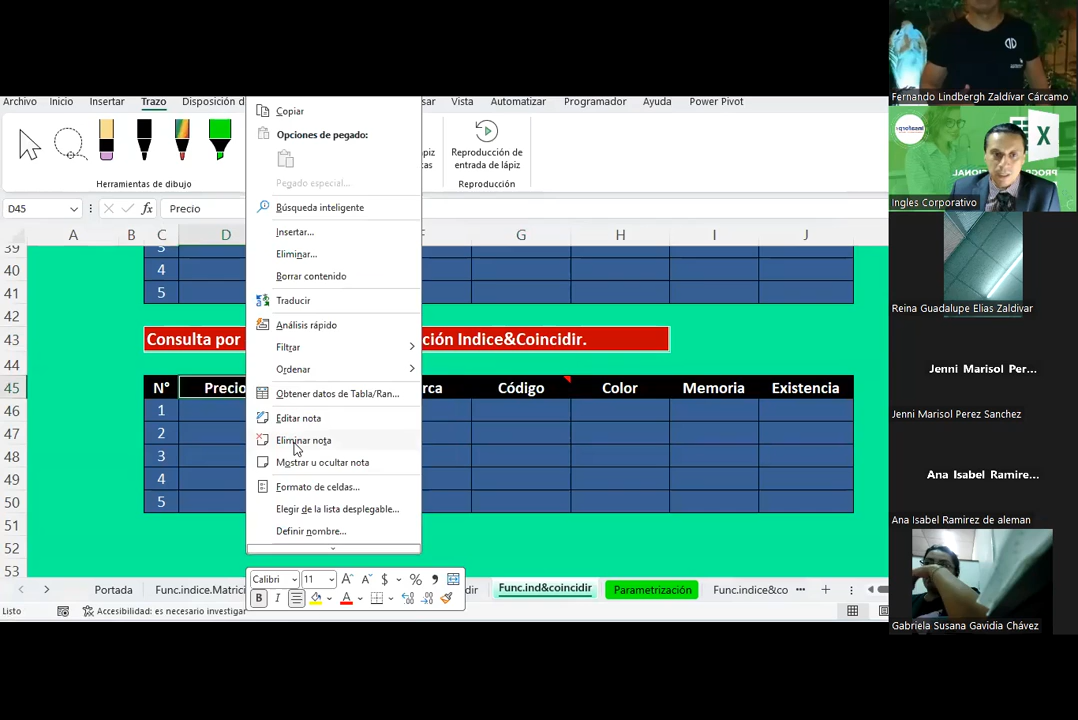 Fernando Lindbergh Zaldívar Cárcamo
Archivo Inicio Insertar Trazo Disposición d
sar Vista Automatizar Programador Ayuda Power Pivot
Copiar
Opciones de pegado:
Pegado especial...
Búsqueda inteligente
Insertar...
Eliminar...
Borrar contenido
Traducir
Análisis rápido
Filtrar
Ordenar
Obtener datos de Tabla/Ran...
Editar nota
Eliminar nota
Mostrar u ocultar nota
Formato de celdas...
Elegir de la lista desplegable...
Definir nombre...
Herramientas de dibujo
piz
cas
Reproducción de
entrada de lápiz
Reproducción
D45 fx Precio
A B C D F G H I J
39 3
40 4
41 5
42
43 Consulta por ción Indice&Coincidir.
44
45 N° Precio rca Código Color Memoria Existencia
46 1
47 2
48 3
49 4
50 5
51
52
53
Calibri 11 $ % ,
B I A
Portada Func.indice.Matrici dir Func.ind&coincidir Parametrización Func.indice&co ... +
Listo Accesibilidad: es necesario investigar
Ingles Corporativo
Reina Guadalupe Elias Zaldivar
Jenni Marisol Per...
Jenni Marisol Perez Sanchez
Ana Isabel Ramire...
Ana Isabel Ramirez de aleman
Gabriela Susana Gavidia Chávez